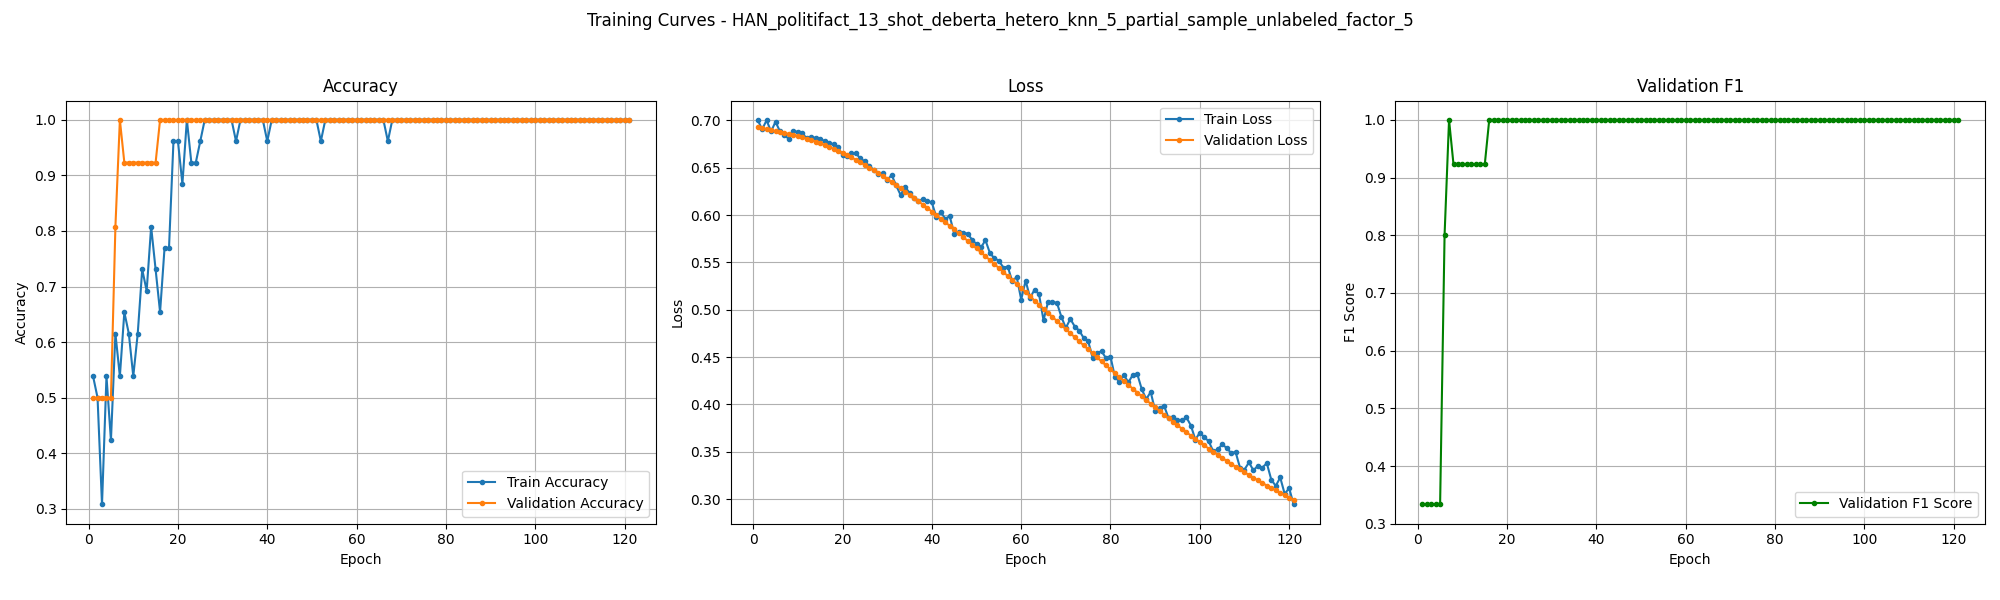 Training Curves - HAN_politifact_13_shot_deberta_hetero_knn_5_partial_sample_unlabeled_factor_5
Accuracy
1.0
0.9
0.8
0.7
0.6
0.5
0.4
0.3
Accuracy
0 20 40 60 80 100 120
Epoch
Train Accuracy
Validation Accuracy
Loss
0.70
0.65
0.60
0.55
0.50
0.45
0.40
0.35
0.30
Loss
0 20 40 60 80 100 120
Epoch
Train Loss
Validation Loss
Validation F1
1.0
0.9
0.8
0.7
0.6
0.5
0.4
0.3
F1 Score
0 20 40 60 80 100 120
Epoch
Validation F1 Score